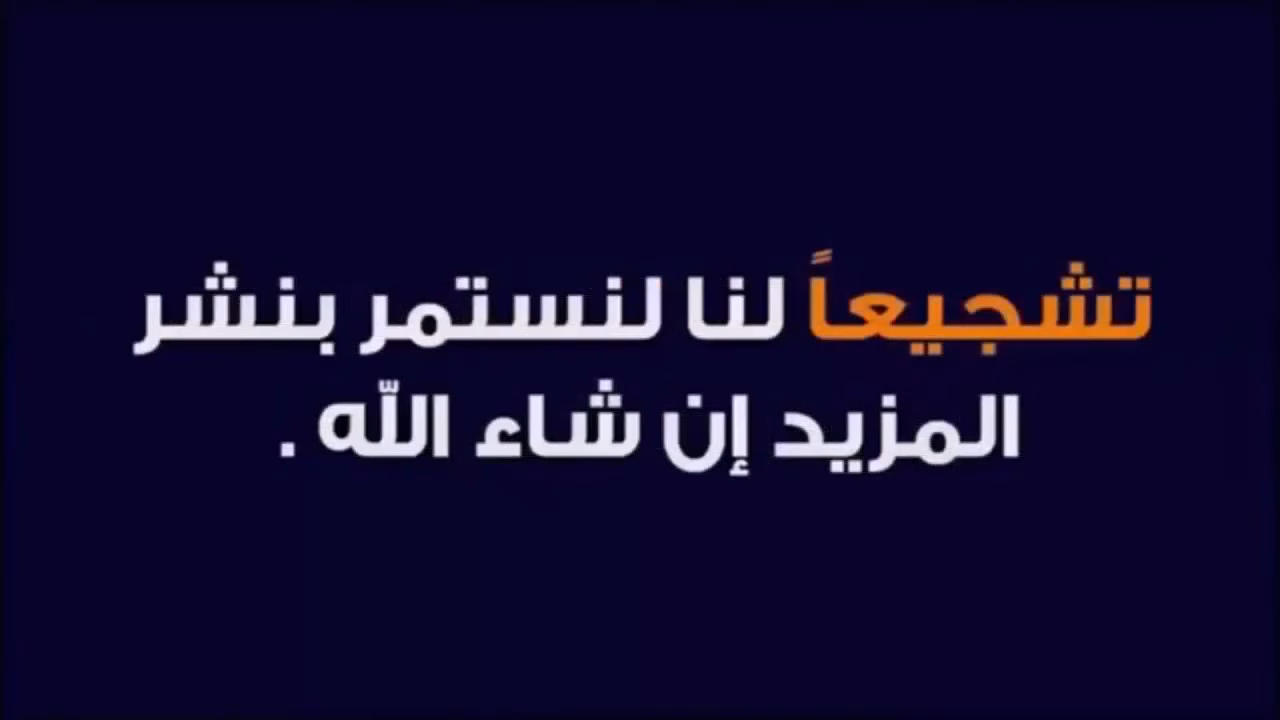 تشجيعاً لنا لنستمر بنشر
المزيد إن شاء اللّه .